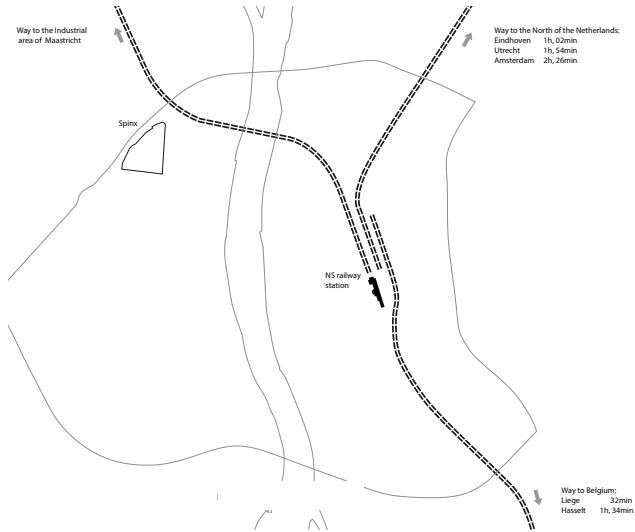 Way to the Industrial
area of Maastricht
Way to the North of the Netherlands:
Eindhoven 1h, 02min
Utrecht 1h, 54min
Amsterdam 2h, 26min
Spinx
NS railway
station
Way to Belgium:
Liege 32min
Hasselt 1h, 34min